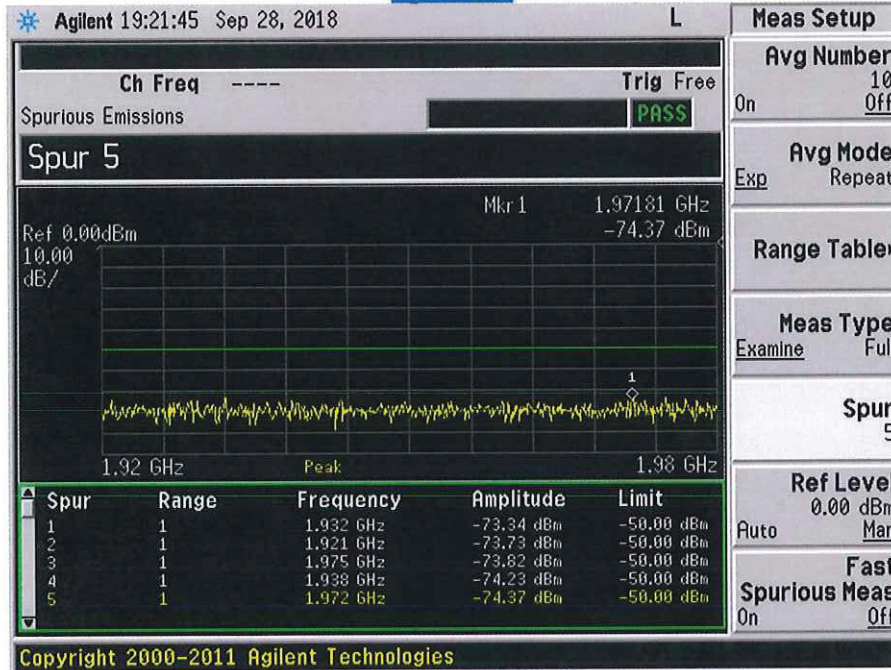 Agilent 19:21:45 Sep 28, 2018 L
Ch Freq ---- Trig Free
Spurious Emissions PASS
Spur 5
Mkr1 1.97181 GHz
Ref 0.00dBm -74.37 dBm
10.00
dB/
1
1.92 GHz Peak 1.98 GHz
Spur Range Frequency Amplitude Limit
1 1 1.932 GHz -73.34 dBm -50.00 dBm
2 1 1.921 GHz -73.73 dBm -50.00 dBm
3 1 1.975 GHz -73.82 dBm -50.00 dBm
4 1 1.938 GHz -74.23 dBm -50.00 dBm
5 1 1.972 GHz -74.37 dBm -50.00 dBm
Copyright 2000-2011 Agilent Technologies
Meas Setup
Avg Number
10
On Off
Avg Mode
Exp Repeat
Range Table
Meas Type
Examine Ful
Spur
5
Ref Level
0.00 dBm
Auto Man
Fast
Spurious Meas
On Off